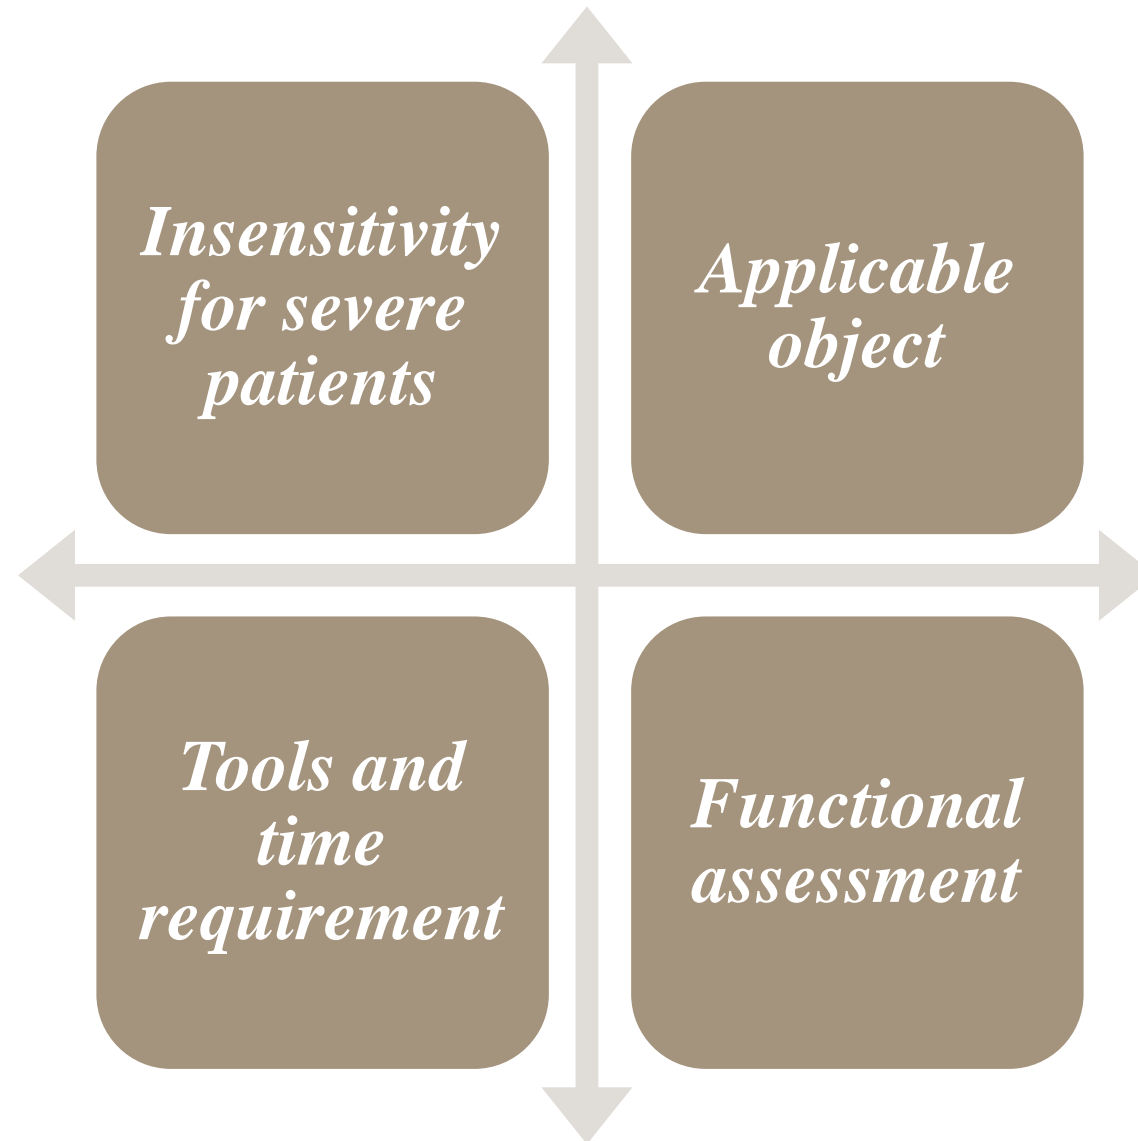 Insensitivity
for severe
patients
Applicable
object
Tools and
time
requirement
Functional
assessment